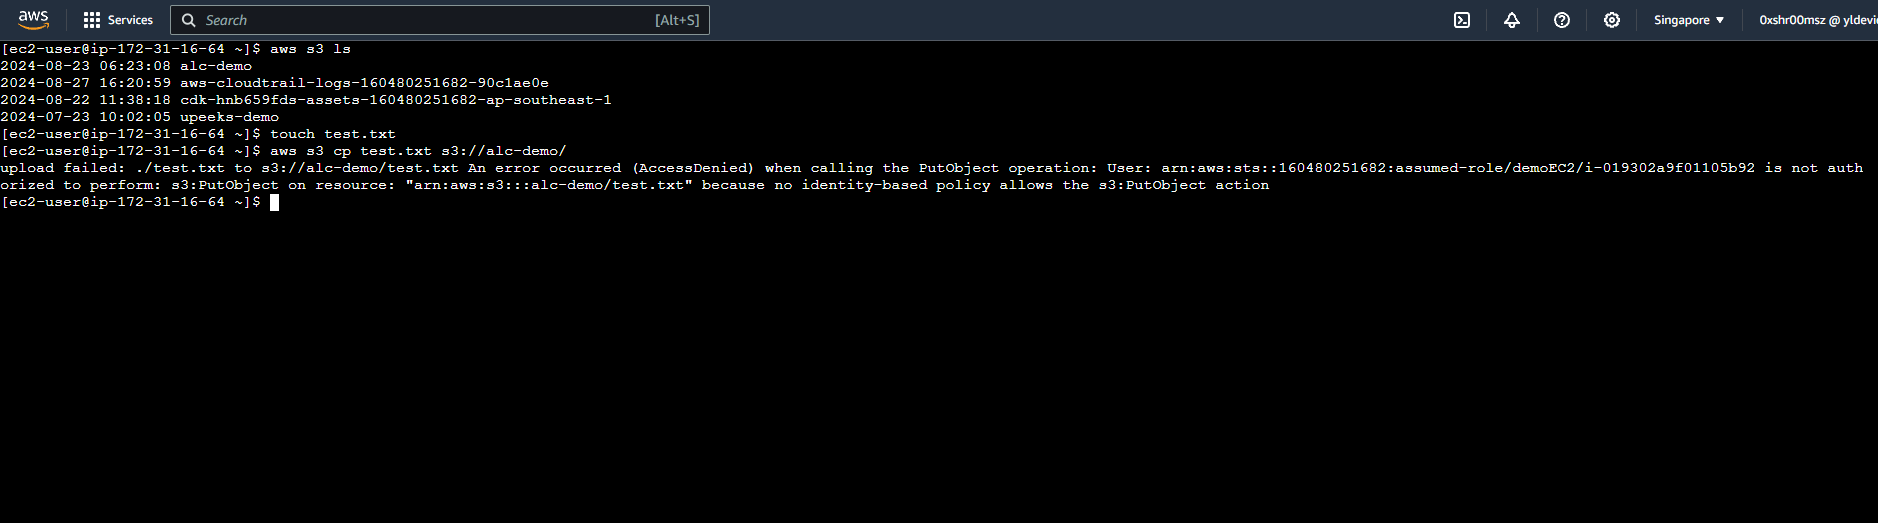 aws Services Search [Alt+S] Singapore ▼ 0xshr00msz @ yldevi
[ec2-user@ip-172-31-16-64 ~]$ aws s3 ls
2024-08-23 06:23:08 alc-demo
2024-08-27 16:20:59 aws-cloudtrail-logs-160480251682-90c1ae0e
2024-08-22 11:38:18 cdk-hnb659fds-assets-160480251682-ap-southeast-1
2024-07-23 10:02:05 upeeks-demo
[ec2-user@ip-172-31-16-64 ~]$ touch test.txt
[ec2-user@ip-172-31-16-64 ~]$ aws s3 cp test.txt s3://alc-demo/
upload failed: ./test.txt to s3://alc-demo/test.txt An error occurred (AccessDenied) when calling the PutObject operation: User: arn:aws:sts::160480251682:assumed-role/demoEC2/i-019302a9f01105b92 is not auth
orized to perform: s3:PutObject on resource: "arn:aws:s3:::alc-demo/test.txt" because no identity-based policy allows the s3:PutObject action
[ec2-user@ip-172-31-16-64 ~]$